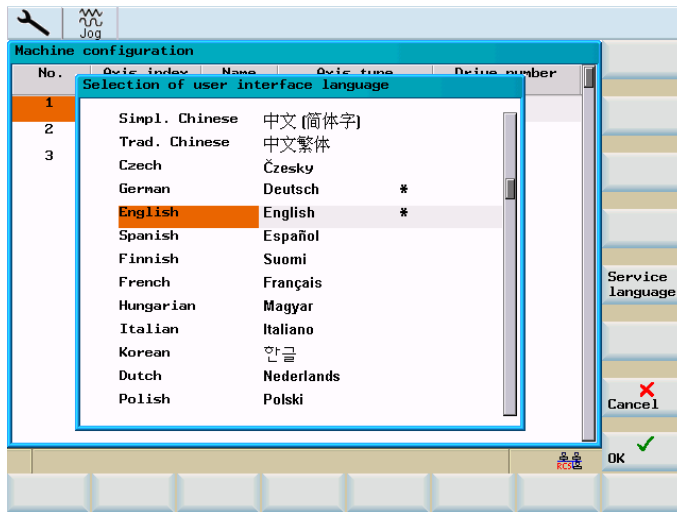 Jog
Machine configuration
No. Axis index Name Axis type Drive number
Selection of user interface language
1
2
3
Simpl. Chinese 中文 (简体字)
Trad. Chinese 中文繁体
Czech Česky
German Deutsch *
English English *
Spanish Español
Finnish Suomi
French Français
Hungarian Magyar
Italian Italiano
Korean 한글
Dutch Nederlands
Polish Polski
Service
language
Cancel
OK
RCS